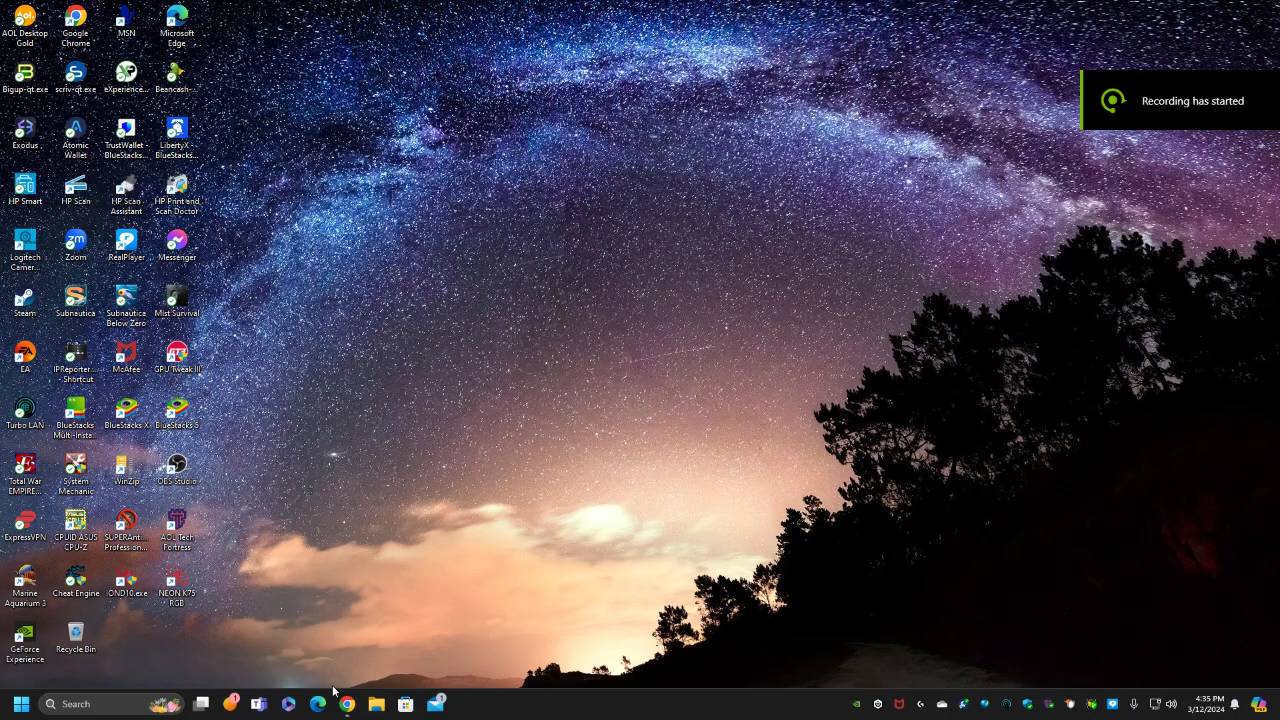 AOL Desktop
Gold
Google
Chrome
MSN
Microsoft
Edge
Bigup-qt.exe
scriv-qt.exe
eXperience...
Beancash-...
Exodus
Atomic
Wallet
TrustWallet -
BlueStacks...
LibertyX -
BlueStacks...
HP Smart
HP Scan
HP Scan
Assistant
HP Print and
Scan Doctor
Logitech
Camer...
Zoom
RealPlayer
Messenger
Steam
Subnautica
Subnautica
Below Zero
Mist Survival
EA
IPReporter....
- Shortcut
McAfee
GPU Tweak III
Turbo LAN
BlueStacks
Multi-Insta...
BlueStacks X
BlueStacks 5
Total War
EMPIRE...
System
Mechanic
WinZip
OBS Studio
ExpressVPN
CPUID ASUS
CPU-Z
SUPERAnti...
Profession...
AOL Tech
Fortress
Marine
Aquarium 3
Cheat Engine
iOND10.exe
NEON K75
RGB
GeForce
Experience
Recycle Bin
Recording has started
Search
1
1
4:35 PM
3/12/2024